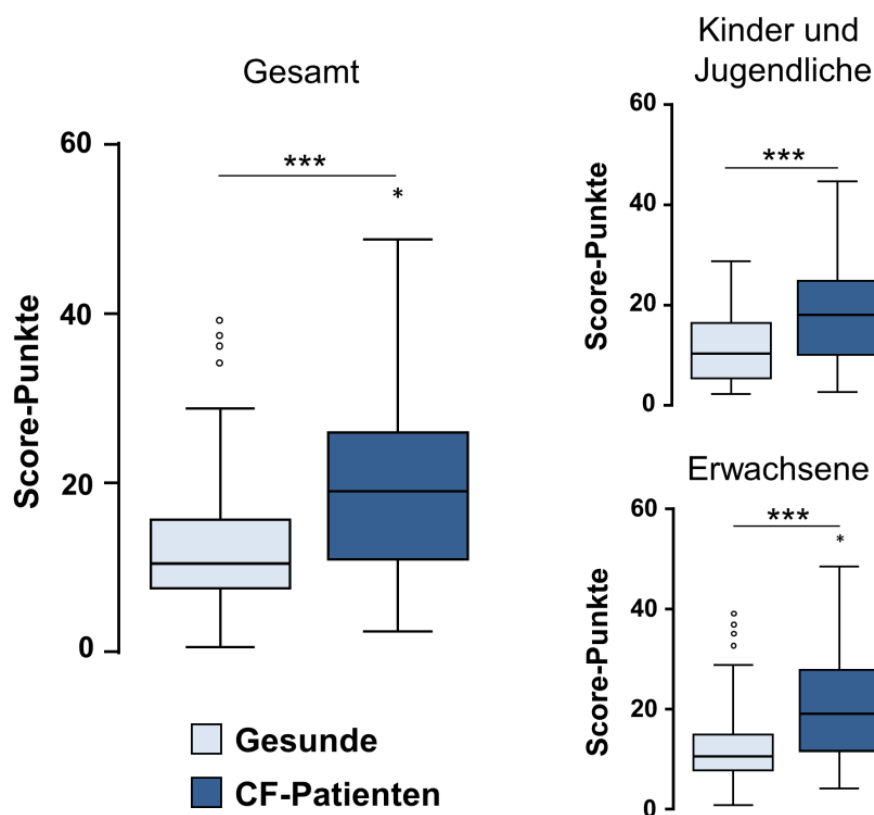 Gesamt
60
40
20
0
Score-Punkte
***
*
Gesunde
CF-Patienten
Kinder und
Jugendliche
60
40
20
0
Score-Punkte
***
Erwachsene
60
40
20
0
Score-Punkte
***
*